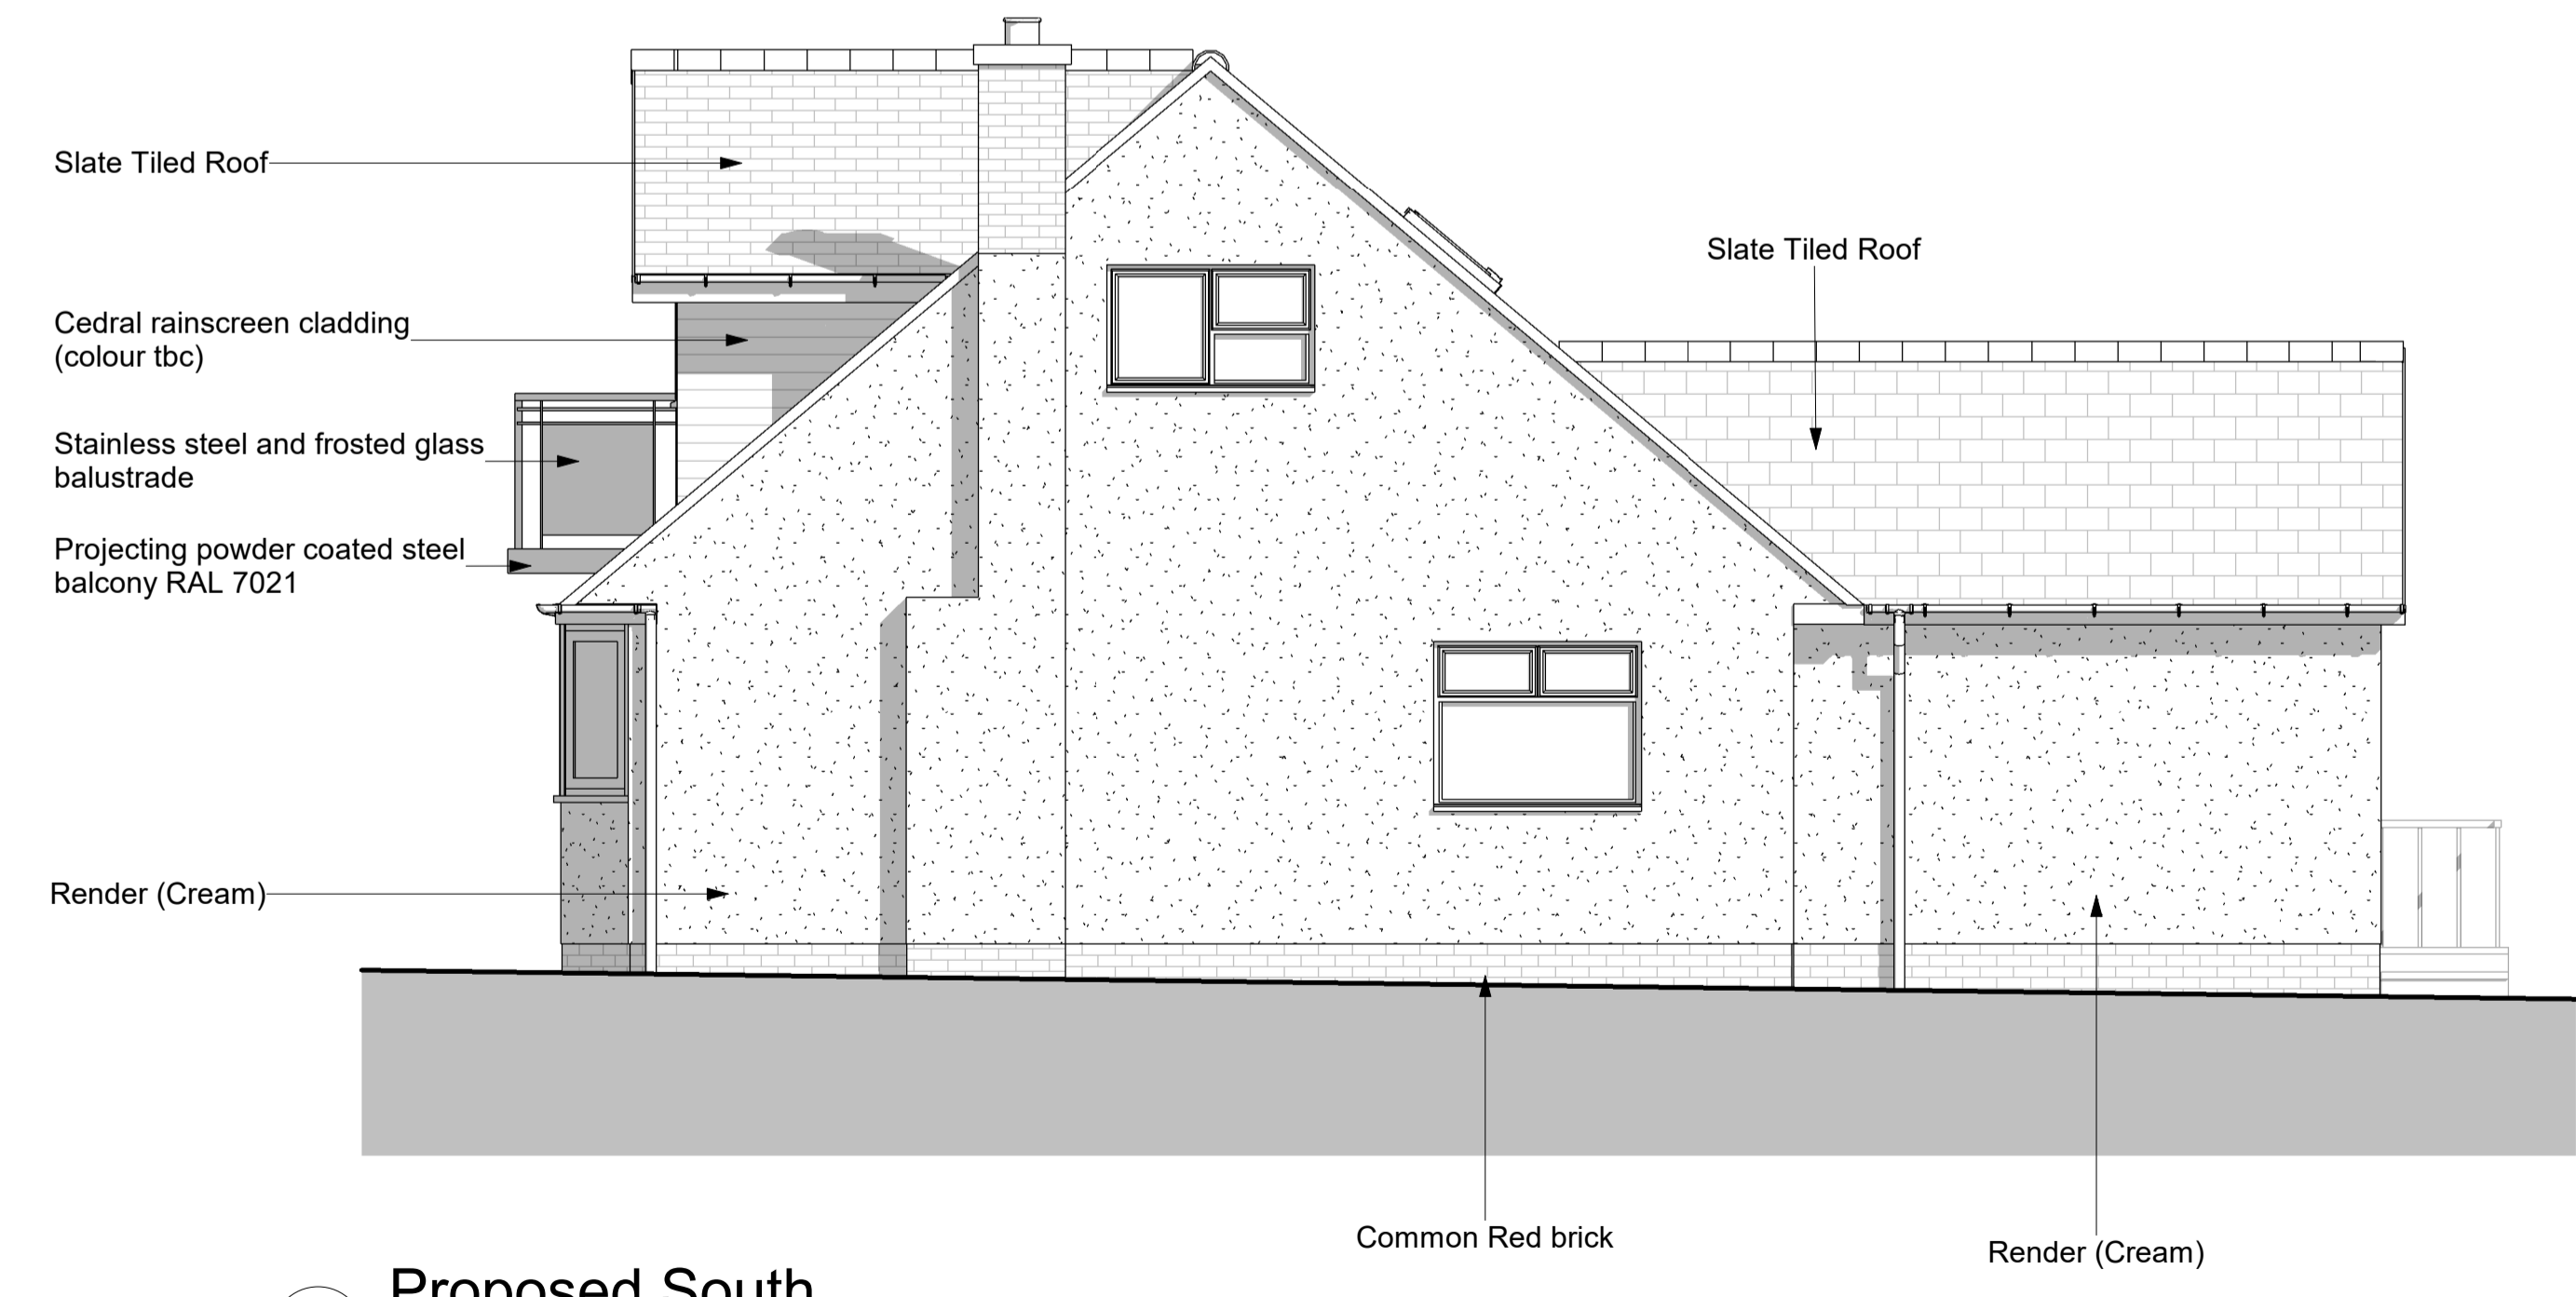 Slate Tiled Roof
Slate Tiled Roof
Cedral rainscreen cladding
(colour tbc)
Stainless steel and frosted glass
balustrade
Projecting powder coated steel
balcony RAL 7021
Render (Cream)
Common Red brick
Render (Cream)
Proposed South